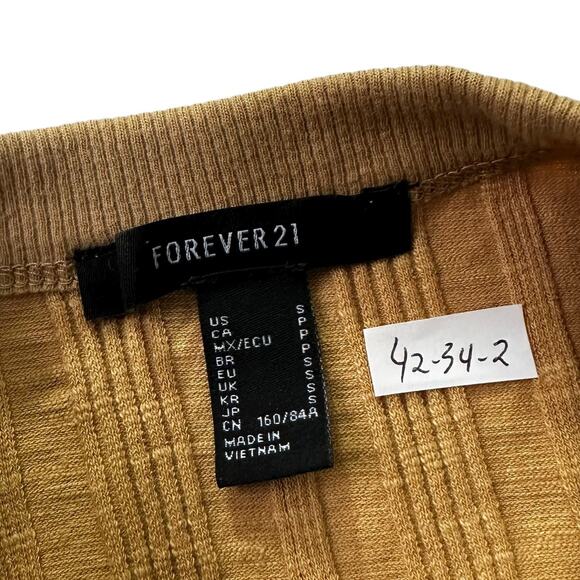 FOREVER 21
US S
CA P
MX/ECU P
BR P
EU S
UK S
KR S
JP S
CN 160/84A
MADE IN
VIETNAM
42-34-2